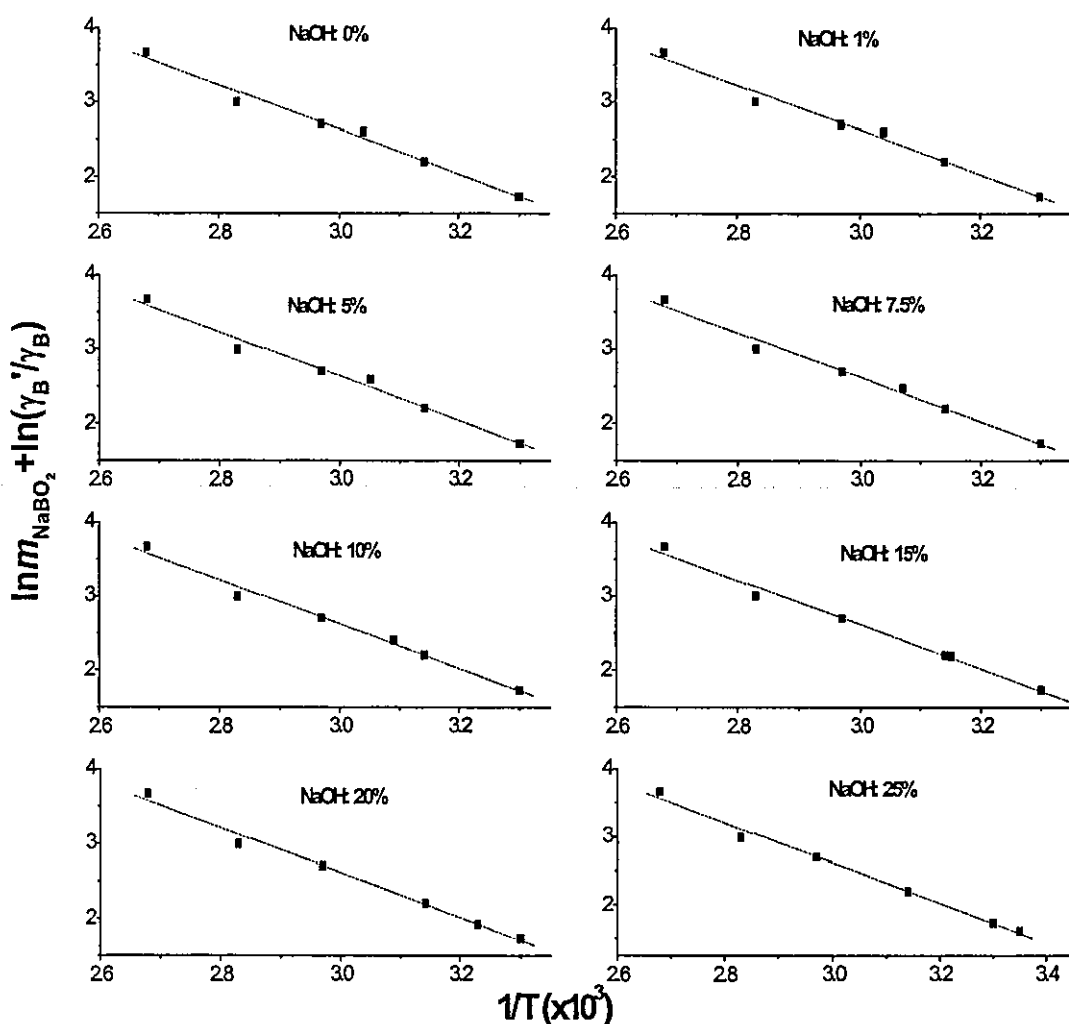 NaOH: 0%
4
3
2
2.6 2.8 3.0 3.2
NaOH: 1%
4
3
2
2.6 2.8 3.0 3.2
NaOH: 5%
4
3
2
2.6 2.8 3.0 3.2
NaOH: 7.5%
4
3
2
2.6 2.8 3.0 3.2
lnm_NaBO₂+ln(γ_B*/γ_B)
NaOH: 10%
4
3
2
2.6 2.8 3.0 3.2
NaOH: 15%
4
3
2
2.6 2.8 3.0 3.2
NaOH: 20%
4
3
2
2.6 2.8 3.0 3.2
NaOH: 25%
4
3
2
2.6 2.8 3.0 3.2 3.4
1/T(x10³)